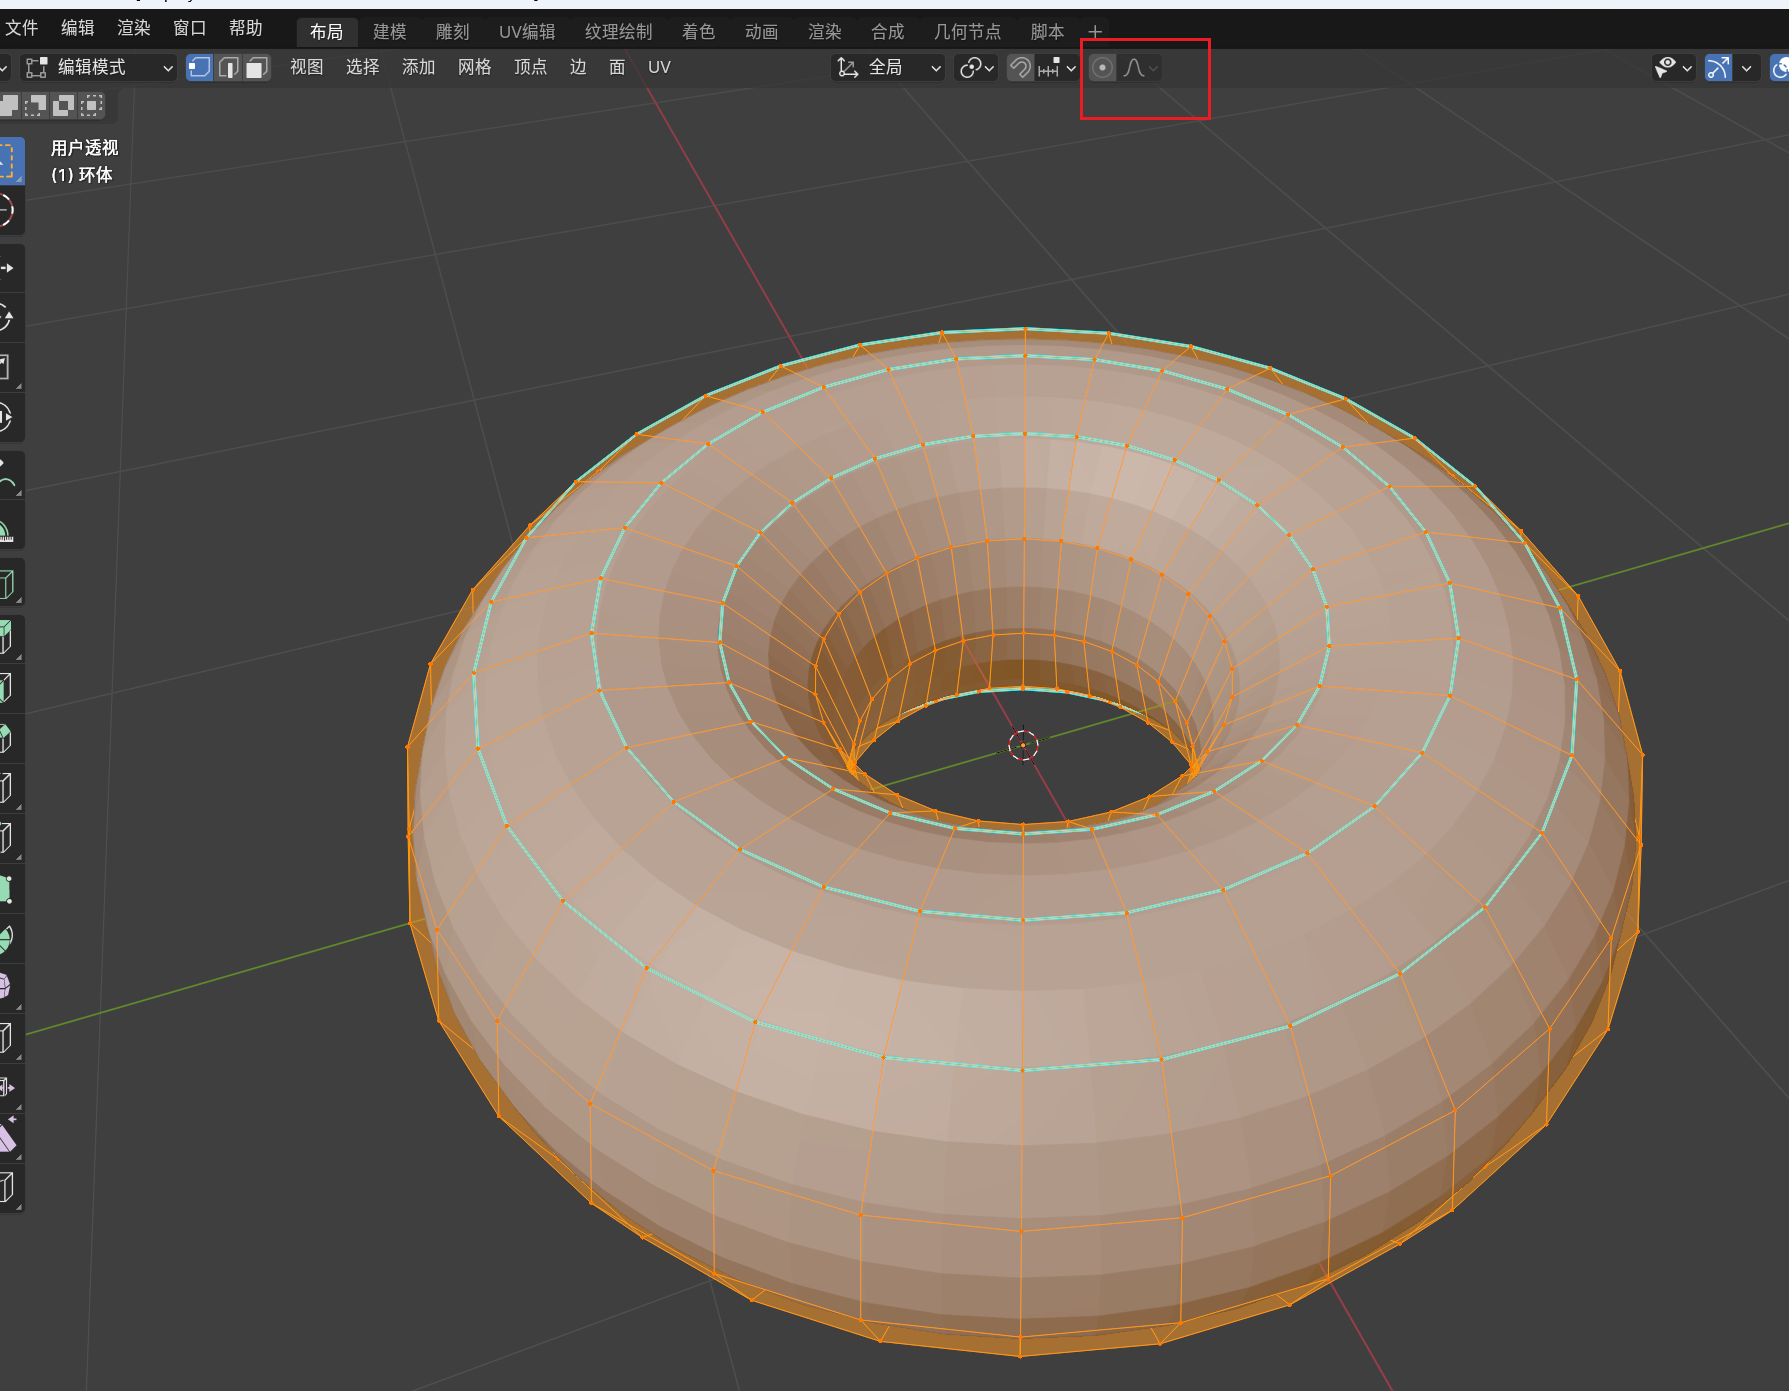 文件 编辑 渲染 窗口 帮助 布局 建模 雕刻 UV编辑 纹理绘制 着色 动画 渲染 合成 几何节点 脚本 +
编辑模式 视图 选择 添加 网格 顶点 边 面 UV 全局
用户透视
(1) 环体